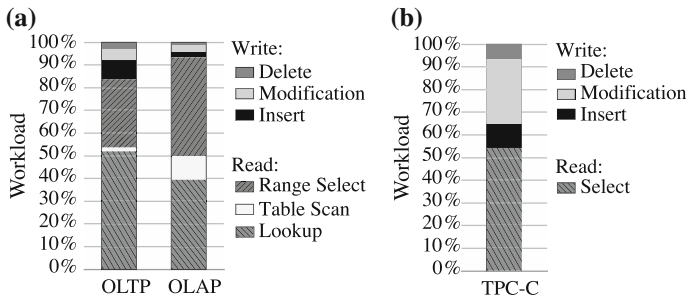 (a)
100 %
90 %
80 %
70 %
60 %
50 %
40 %
30 %
20 %
10 %
0 %
Workload
OLTP OLAP
Write:
Delete
Modification
Insert
Read:
Range Select
Table Scan
Lookup
(b)
100 %
90 %
80 %
70 %
60 %
50 %
40 %
30 %
20 %
10 %
0 %
Workload
TPC-C
Write:
Delete
Modification
Insert
Read:
Select